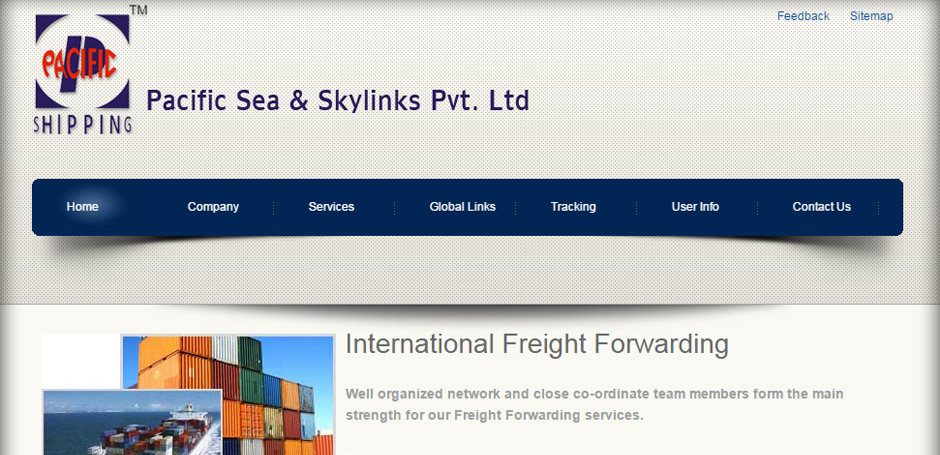 TM
PACIFIC
SHIPPING
Pacific Sea & Skylinks Pvt. Ltd
Feedback Sitemap
Home Company Services Global Links Tracking User Info Contact Us
International Freight Forwarding
Well organized network and close co-ordinate team members form the main
strength for our Freight Forwarding services.